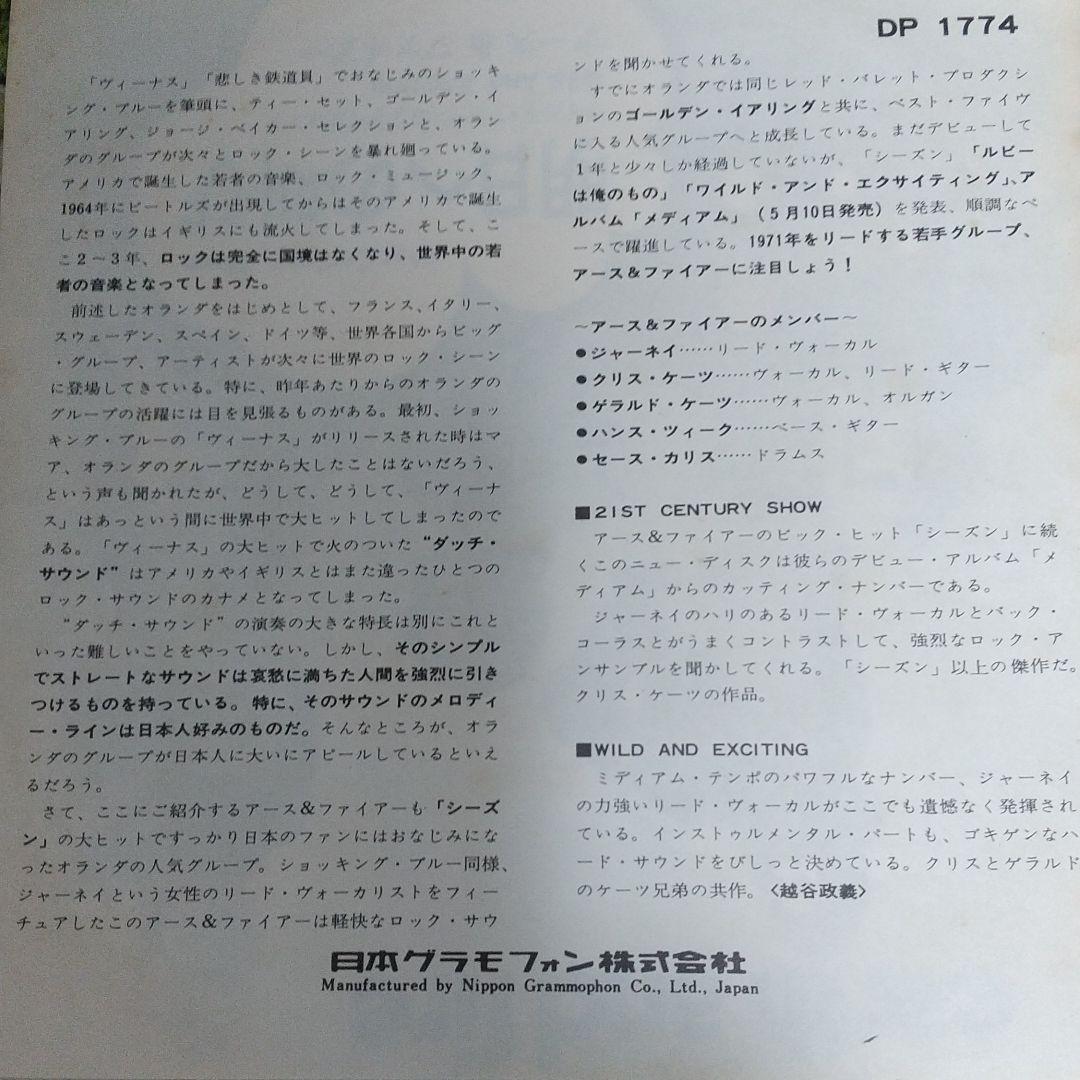 DP 1774
「ヴィーナス」「悲しき鉄道員」でおなじみのショッキ
ング・ブルーを筆頭に、ティー・セット、ゴールデン・イ
アリング、ジョージ・ベイカー・セレクションと、オラン
ダのグループが次々とロック・シーンを暴れ廻っている。
アメリカで誕生した若者の音楽、ロック・ミュージック、
1964年にビートルズが出現してからはそのアメリカで誕生
したロックはイギリスにも流火してしまった。そして、こ
こ2～3年、ロックは完全に国境はなくなり、世界中の若
者の音楽となってしまった。
前述したオランダをはじめとして、フランス、イタリー、
スウェーデン、スペイン、ドイツ等、世界各国からビッグ
・グループ、アーティストが次々に世界のロック・シーン
に登場してきている。特に、昨年あたりからのオランダの
グループの活躍には目を見張るものがある。最初、ショッ
キング・ブルーの「ヴィーナス」がリリースされた時はマ
ア、オランダのグループだから大したことはないだろう、
という声も聞かれたが、どうして、どうして、「ヴィーナ
ス」はあっという間に世界中で大ヒットしてしまったので
ある。「ヴィーナス」の大ヒットで火のついた“ダッチ・
サウンド”はアメリカやイギリスとはまた違ったひとつの
ロック・サウンドのカナメとなってしまった。
“ダッチ・サウンド”の演奏の大きな特長は別にこれと
いった難しいことをやっていない。しかし、そのシンプル
でストレートなサウンドは哀愁に満ちた人間を強烈に引き
つけるものを持っている。特に、そのサウンドのメロディ
ー・ラインは日本人好みのものだ。そんなところが、オラ
ンダのグループが日本人に大いにアピールしているといえ
るだろう。
さて、ここにご紹介するアース&ファイアーも「シーズ
ン」の大ヒットですっかり日本のファンにはおなじみにな
ったオランダの人気グループ。ショッキング・ブルー同様、
ジャーネイという女性のリード・ヴォーカリストをフィー
チュアしたこのアース&ファイアーは軽快なロック・サウ
ンドを聞かせてくれる。
すでにオランダでは同じレッド・バレット・プロダクシ
ョンのゴールデン・イアリングと共に、ベスト・ファイヴ
に入る人気グループへと成長している。まだデビューして
1年と少々しか経過していないが、「シーズン」「ルビー
は俺のもの」「ワイルド・アンド・エクサイティング」、ア
ルバム「メディアム」（5月10日発売）を発表、順調なペ
ースで躍進している。1971年をリードする若手グループ、
アース&ファイアーに注目しょう！
～アース&ファイアーのメンバー～
●ジャーネイ……リード・ヴォーカル
●クリス・ケーツ……ヴォーカル、リード・ギター
●ゲラルド・ケーツ……ヴォーカル、オルガン
●ハンス・ツィーク……ベース・ギター
●セース・カリス……ドラムス
■21ST CENTURY SHOW
アース&ファイアーのビック・ヒット「シーズン」に続
くこのニュー・ディスクは彼らのデビュー・アルバム「メ
ディアム」からのカッティング・ナンバーである。
ジャーネイのハリのあるリード・ヴォーカルとバック・
コーラスとがうまくコントラストして、強烈なロック・ア
ンサンブルを聞かしてくれる。「シーズン」以上の傑作だ。
クリス・ケーツの作品。
■WILD AND EXCITING
ミディアム・テンポのパワフルなナンバー、ジャーネイ
の力強いリード・ヴォーカルがここでも遺憾なく発揮され
ている。インストゥルメンタル・パートも、ゴキゲンなハ
ード・サウンドをびしっと決めている。クリスとゲラルド
のケーツ兄弟の共作。〈越谷政義〉
日本グラモフォン株式会社
Manufactured by Nippon Grammophon Co., Ltd., Japan